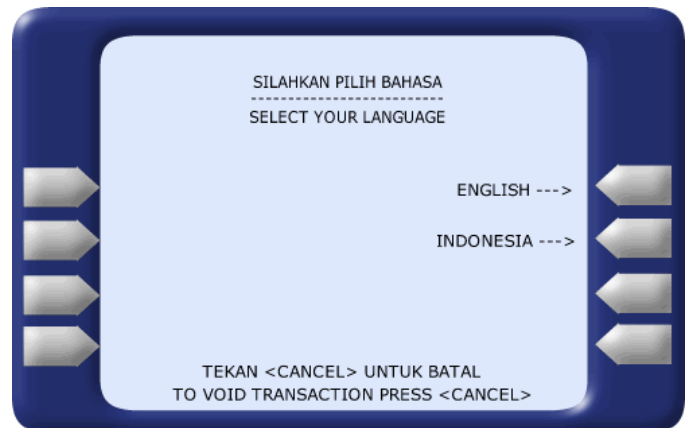 SILAHKAN PILIH BAHASA
-----------------------
SELECT YOUR LANGUAGE
ENGLISH --->
INDONESIA --->
TEKAN <CANCEL> UNTUK BATAL
TO VOID TRANSACTION PRESS <CANCEL>